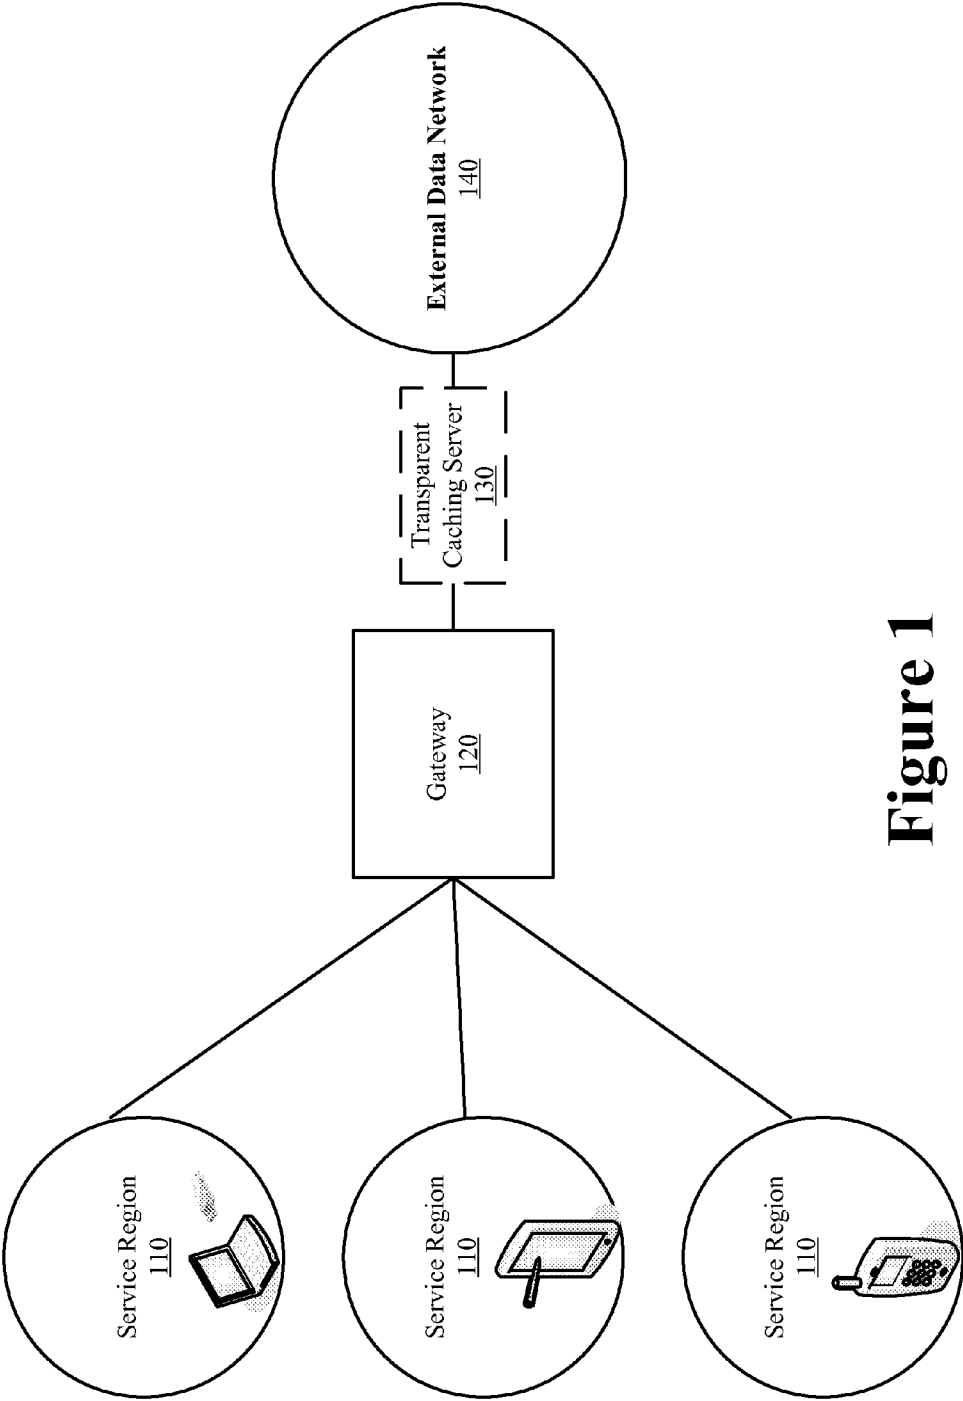 Service Region
110
Service Region
110
Service Region
110
Gateway
120
Transparent
Caching Server
130
External Data Network
140
Figure 1